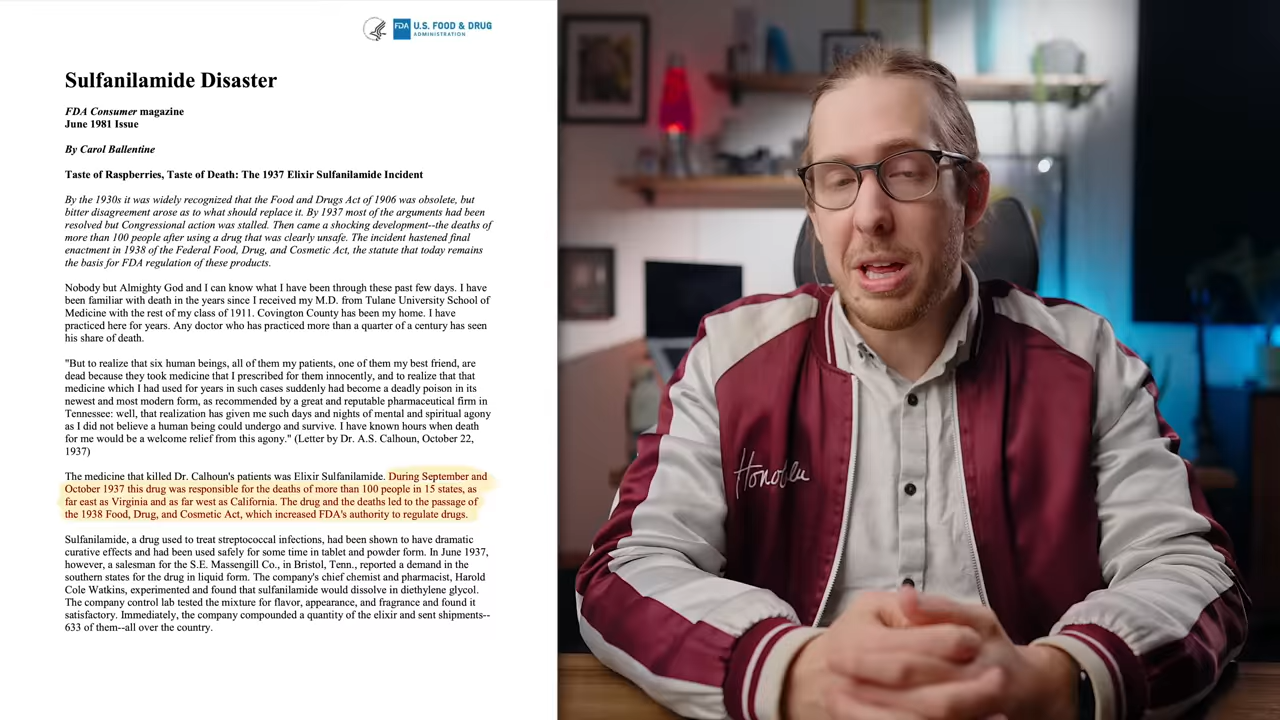 FDA U.S. FOOD & DRUG
ADMINISTRATION
Sulfanilamide Disaster
FDA Consumer magazine
June 1981 Issue
By Carol Ballentine
Taste of Raspberries, Taste of Death: The 1937 Elixir Sulfanilamide Incident
By the 1930s it was widely recognized that the Food and Drugs Act of 1906 was obsolete, but
bitter disagreement arose as to what should replace it. By 1937 most of the arguments had been
resolved but Congressional action was stalled. Then came a shocking development--the deaths of
more than 100 people after using a drug that was clearly unsafe. The incident hastened final
enactment in 1938 of the Federal Food, Drug, and Cosmetic Act, the statute that today remains
the basis for FDA regulation of these products.
Nobody but Almighty God and I can know what I have been through these past few days. I have
been familiar with death in the years since I received my M.D. from Tulane University School of
Medicine with the rest of my class of 1911. Covington County has been my home. I have
practiced here for years. Any doctor who has practiced more than a quarter of a century has seen
his share of death.
"But to realize that six human beings, all of them my patients, one of them my best friend, are
dead because they took medicine that I prescribed for them innocently, and to realize that that
medicine which I had used for years in such cases suddenly had become a deadly poison in its
newest and most modern form, as recommended by a great and reputable pharmaceutical firm in
Tennessee: well, that realization has given me such days and nights of mental and spiritual agony
as I did not believe a human being could undergo and survive. I have known hours when death
for me would be a welcome relief from this agony." (Letter by Dr. A.S. Calhoun, October 22,
1937)
The medicine that killed Dr. Calhoun's patients was Elixir Sulfanilamide. During September and
October 1937 this drug was responsible for the deaths of more than 100 people in 15 states, as
far east as Virginia and as far west as California. The drug and the deaths led to the passage of
the 1938 Food, Drug, and Cosmetic Act, which increased FDA's authority to regulate drugs.
Sulfanilamide, a drug used to treat streptococcal infections, had been shown to have dramatic
curative effects and had been used safely for some time in tablet and powder form. In June 1937,
however, a salesman for the S.E. Massengill Co., in Bristol, Tenn., reported a demand in the
southern states for the drug in liquid form. The company's chief chemist and pharmacist, Harold
Cole Watkins, experimented and found that sulfanilamide would dissolve in diethylene glycol.
The company control lab tested the mixture for flavor, appearance, and fragrance and found it
satisfactory. Immediately, the company compounded a quantity of the elixir and sent shipments--
633 of them--all over the country.
Honolulu